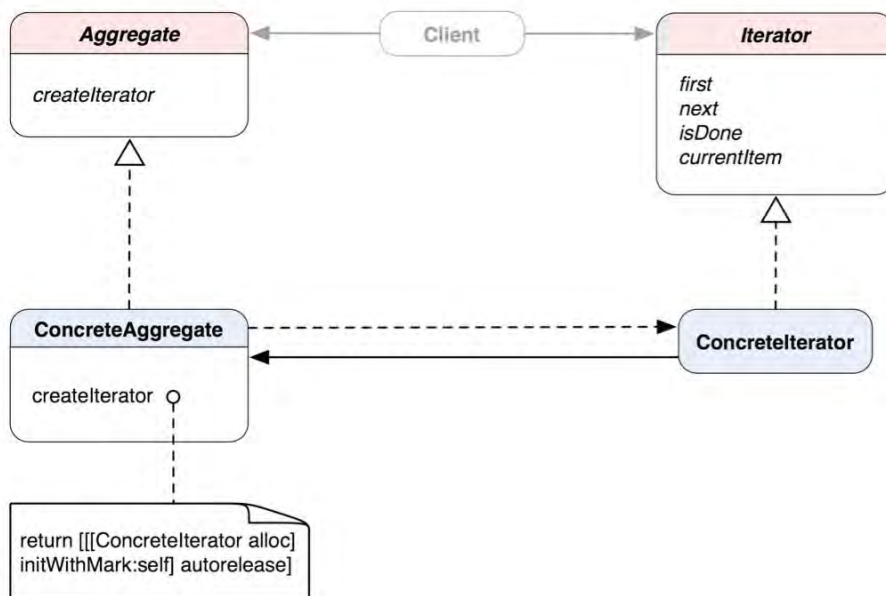 Aggregate
Client
Iterator
createIterator
first
next
isDone
currentItem
ConcreteAggregate
ConcreteIterator
createIterator
return [[[ConcreteIterator alloc]
initWithMark:self] autorelease]